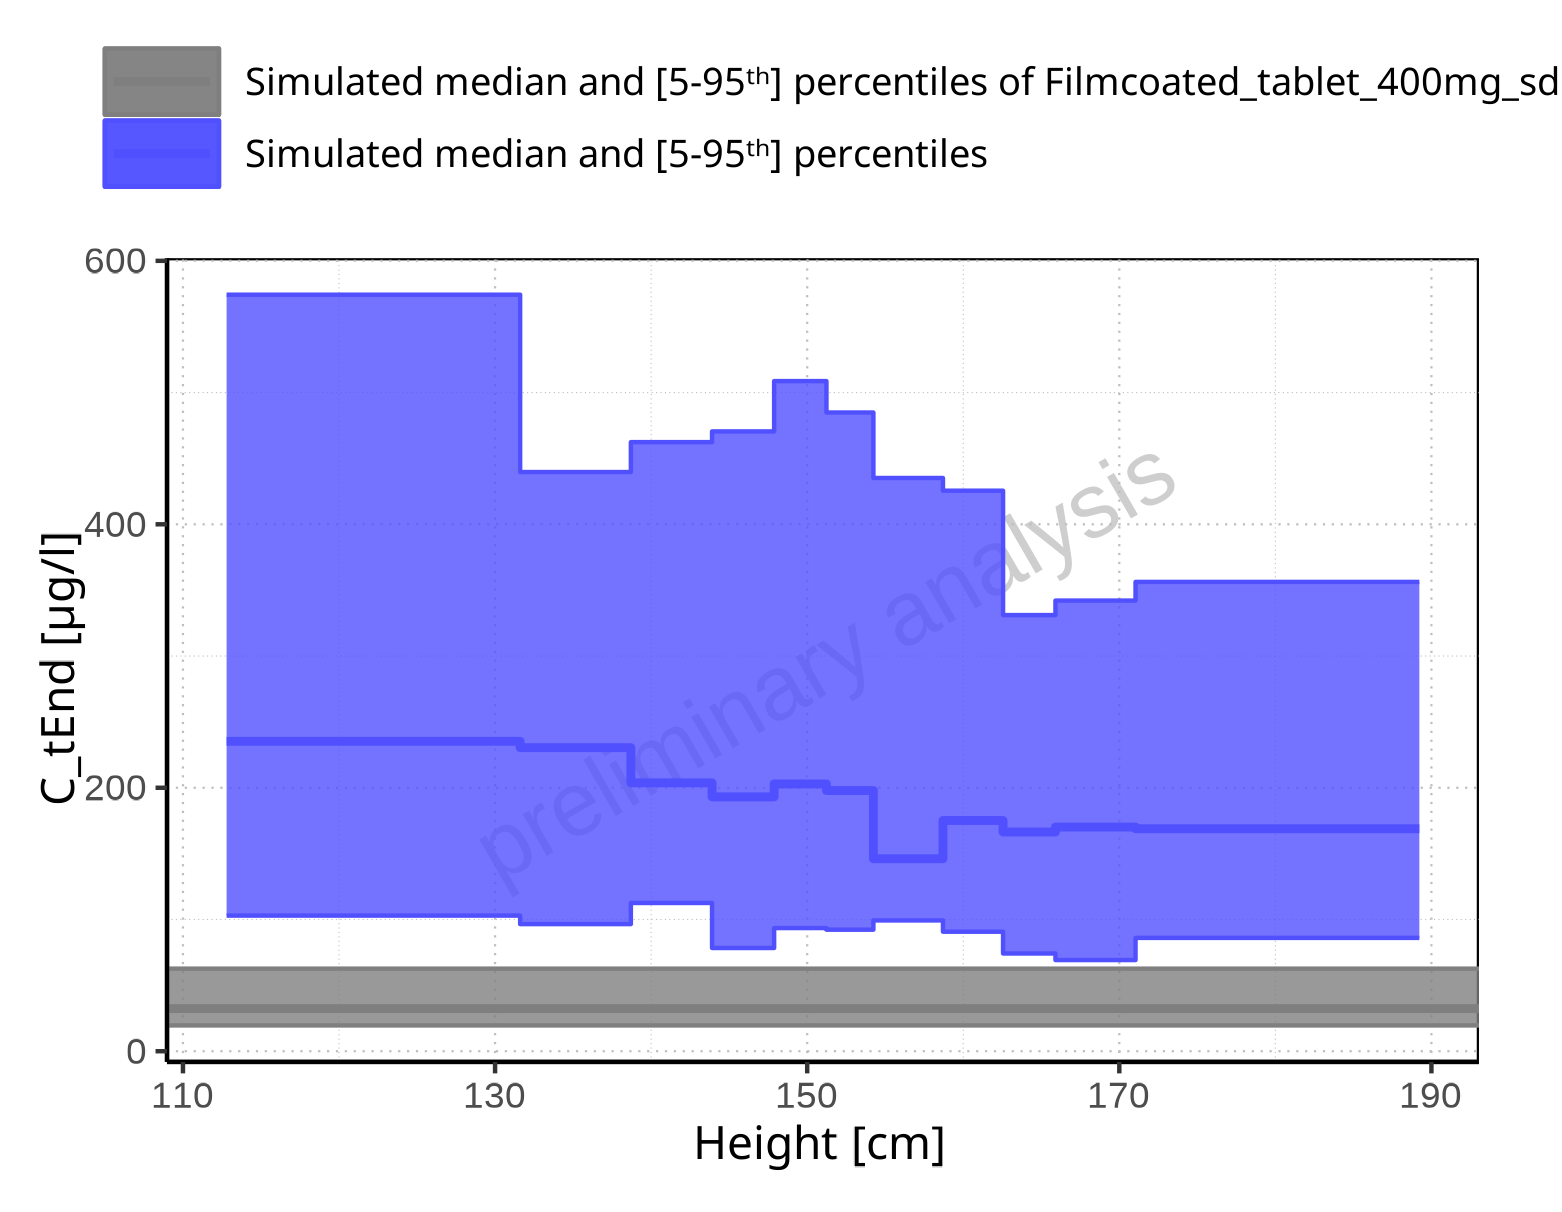 Simulated median and [5-95ᵗʰ] percentiles of Filmcoated_tablet_400mg_sd
Simulated median and [5-95ᵗʰ] percentiles
600
400
200
0
C_tEnd [µg/l]
preliminary analysis
110 130 150 170 190
Height [cm]